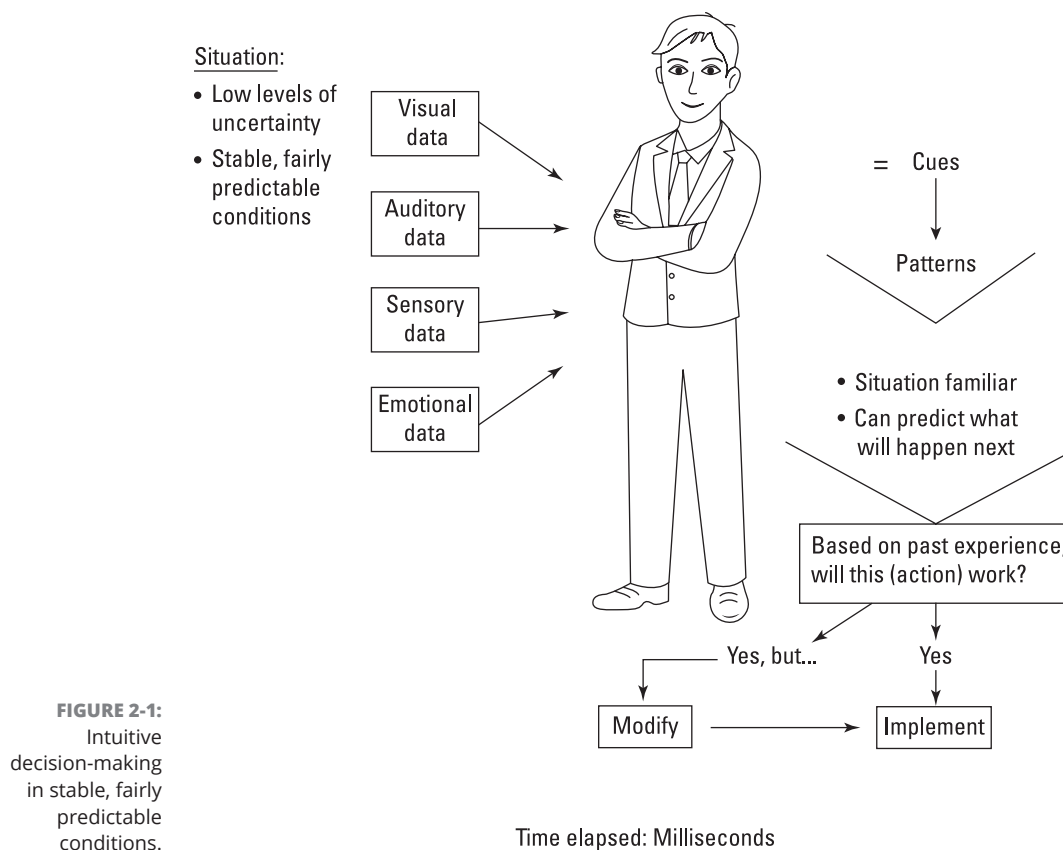 Situation:
• Low levels of
uncertainty
• Stable, fairly
predictable
conditions
Visual
data
Auditory
data
Sensory
data
Emotional
data
= Cues
Patterns
• Situation familiar
• Can predict what
will happen next
Based on past experience,
will this (action) work?
Yes, but...
Yes
Modify
Implement
FIGURE 2-1:
Intuitive
decision-making
in stable, fairly
predictable
conditions.
Time elapsed: Milliseconds